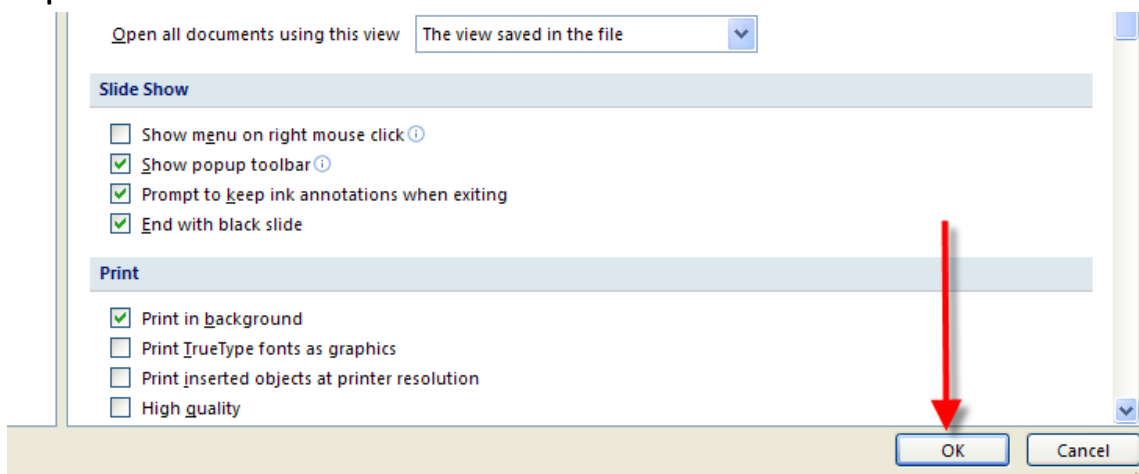 Open all documents using this view The view saved in the file
Slide Show
Show menu on right mouse click
Show popup toolbar
Prompt to keep ink annotations when exiting
End with black slide
Print
Print in background
Print TrueType fonts as graphics
Print inserted objects at printer resolution
High quality
OK Cancel